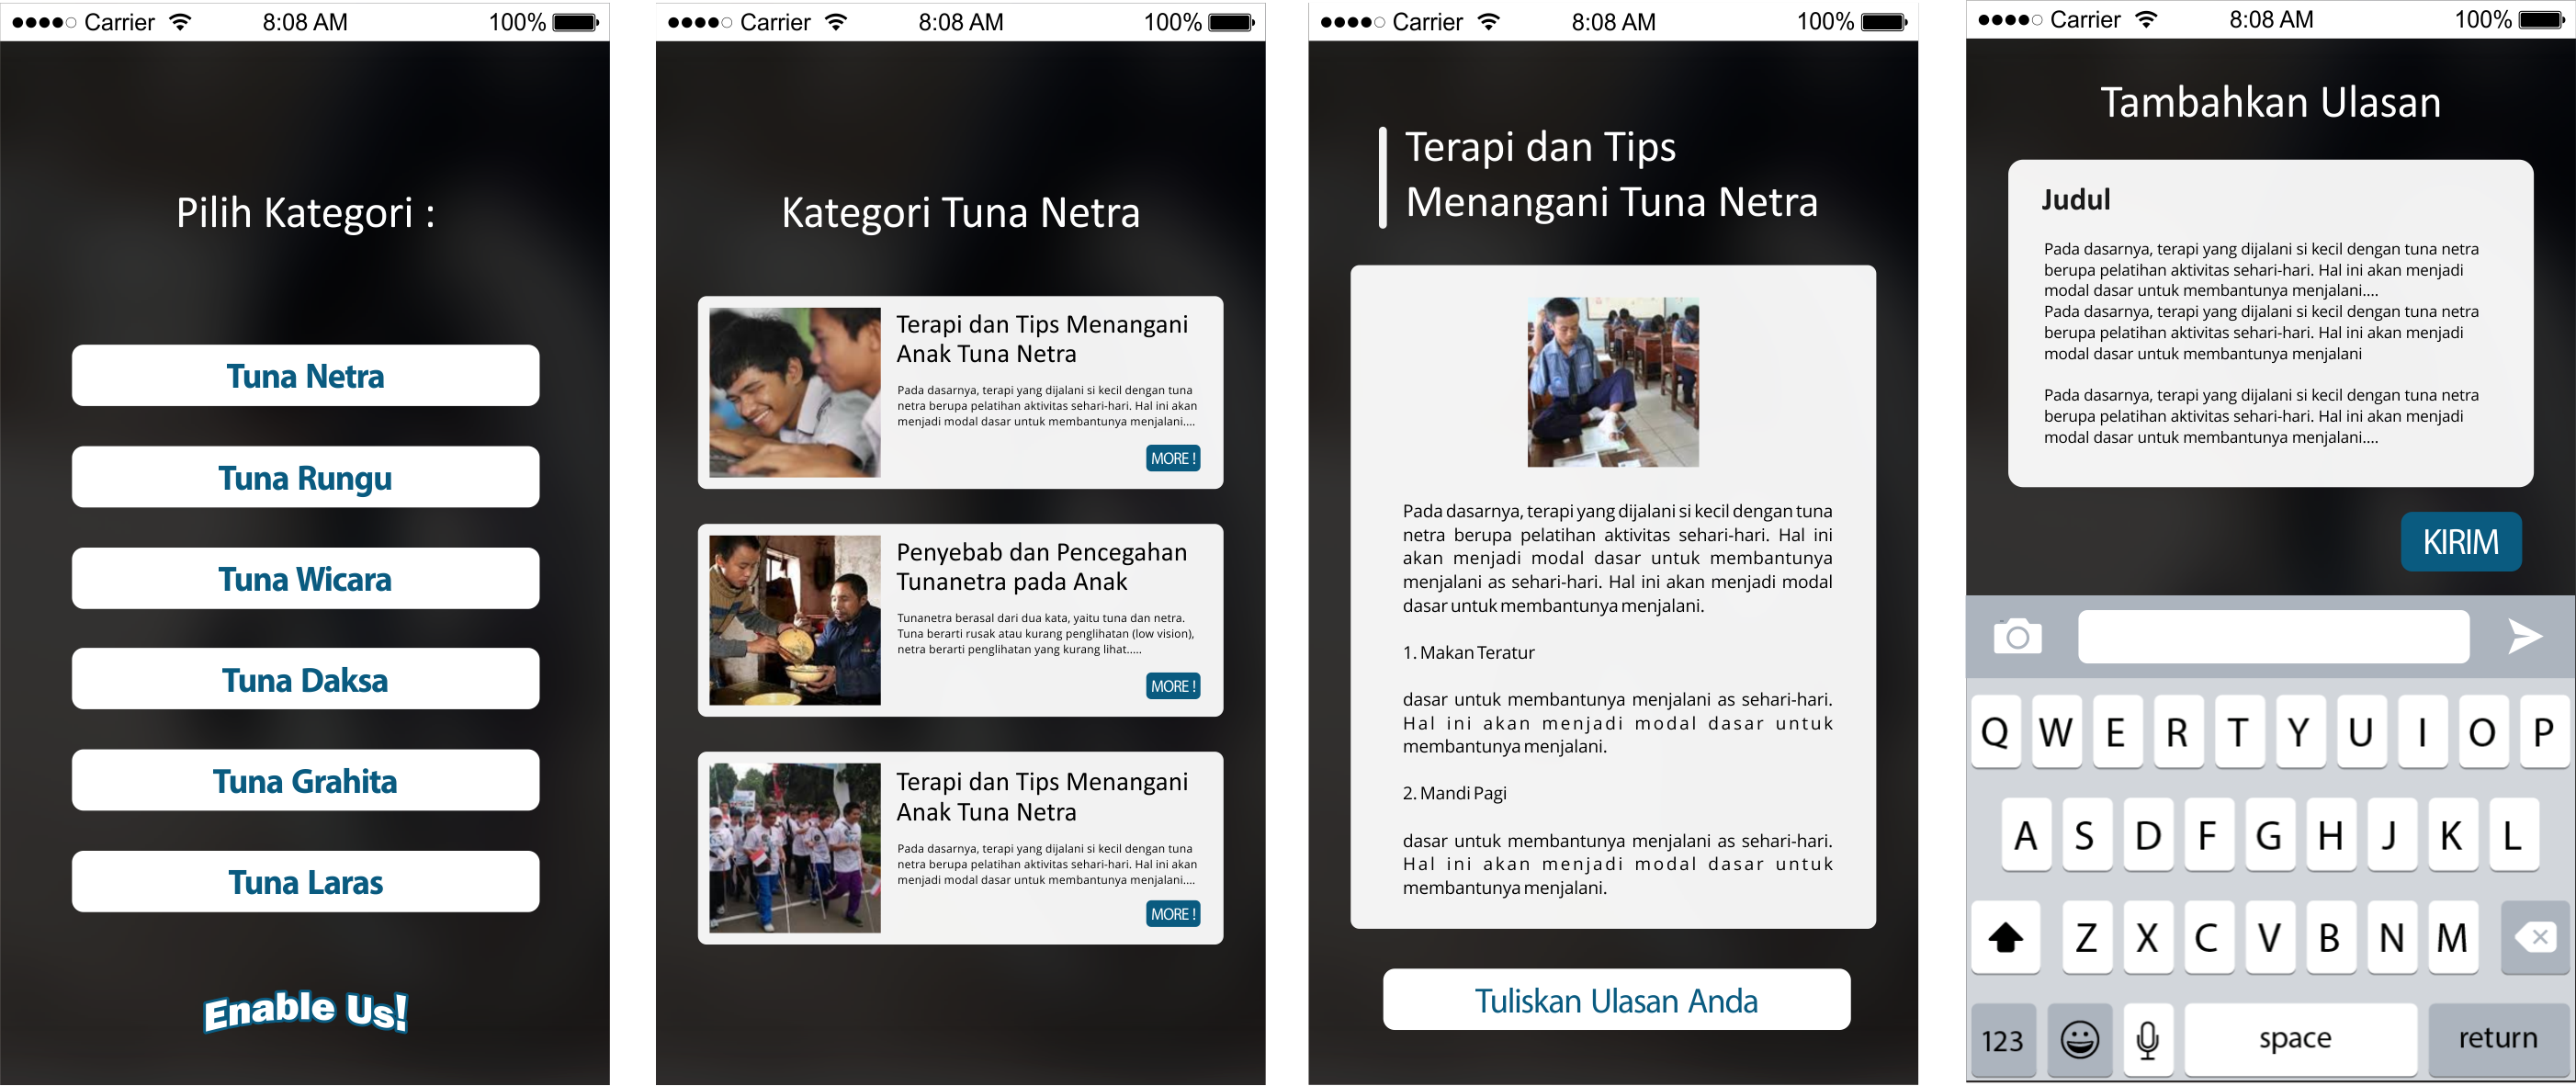 Carrier 8:08 AM 100%
Pilih Kategori :
Tuna Netra
Tuna Rungu
Tuna Wicara
Tuna Daksa
Tuna Grahita
Tuna Laras
Enable Us!
Carrier 8:08 AM 100%
Kategori Tuna Netra
Terapi dan Tips Menangani
Anak Tuna Netra
Pada dasarnya, terapi yang dijalani si kecil dengan tuna
netra berupa pelatihan aktivitas sehari-hari. Hal ini akan
menjadi modal dasar untuk membantunya menjalani....
MORE !
Penyebab dan Pencegahan
Tunanetra pada Anak
Tunanetra berasal dari dua kata, yaitu tuna dan netra.
Tuna berarti rusak atau kurang penglihatan (low vision),
netra berarti penglihatan yang kurang lihat.....
MORE !
Terapi dan Tips Menangani
Anak Tuna Netra
Pada dasarnya, terapi yang dijalani si kecil dengan tuna
netra berupa pelatihan aktivitas sehari-hari. Hal ini akan
menjadi modal dasar untuk membantunya menjalani....
MORE !
Carrier 8:08 AM 100%
Terapi dan Tips
Menangani Tuna Netra
Pada dasarnya, terapi yang dijalani si kecil dengan tuna
netra berupa pelatihan aktivitas sehari-hari. Hal ini
akan menjadi modal dasar untuk membantunya
menjalani as sehari-hari. Hal ini akan menjadi modal
dasar untuk membantunya menjalani.
1. Makan Teratur
dasar untuk membantunya menjalani as sehari-hari.
Hal ini akan menjadi modal dasar untuk
membantunya menjalani.
2. Mandi Pagi
dasar untuk membantunya menjalani as sehari-hari.
Hal ini akan menjadi modal dasar untuk
membantunya menjalani.
Tuliskan Ulasan Anda
Carrier 8:08 AM 100%
Tambahkan Ulasan
Judul
Pada dasarnya, terapi yang dijalani si kecil dengan tuna netra
berupa pelatihan aktivitas sehari-hari. Hal ini akan menjadi
modal dasar untuk membantunya menjalani....
Pada dasarnya, terapi yang dijalani si kecil dengan tuna netra
berupa pelatihan aktivitas sehari-hari. Hal ini akan menjadi
modal dasar untuk membantunya menjalani
Pada dasarnya, terapi yang dijalani si kecil dengan tuna netra
berupa pelatihan aktivitas sehari-hari. Hal ini akan menjadi
modal dasar untuk membantunya menjalani....
KIRIM
Q W E R T Y U I O P
A S D F G H J K L
Z X C V B N M
123 space return